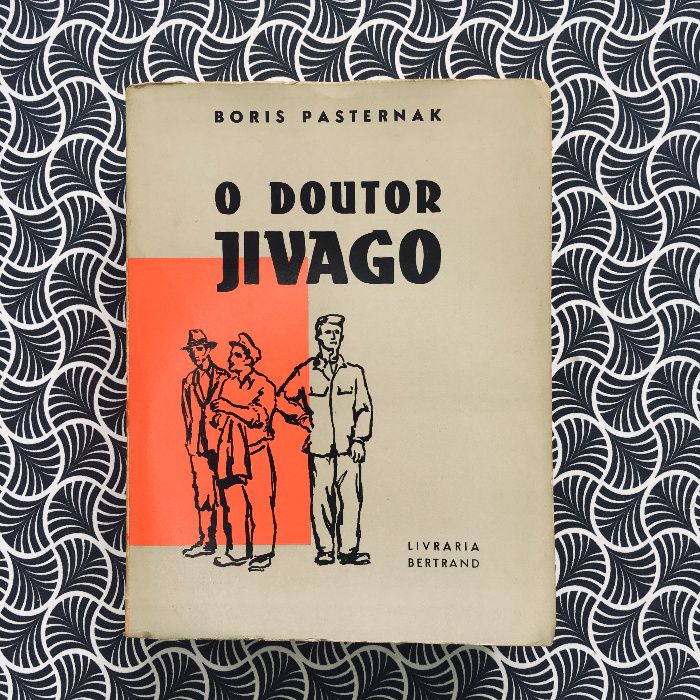 BORIS PASTERNAK
O DOUTOR
JIVAGO
LIVRARIA
BERTRAND